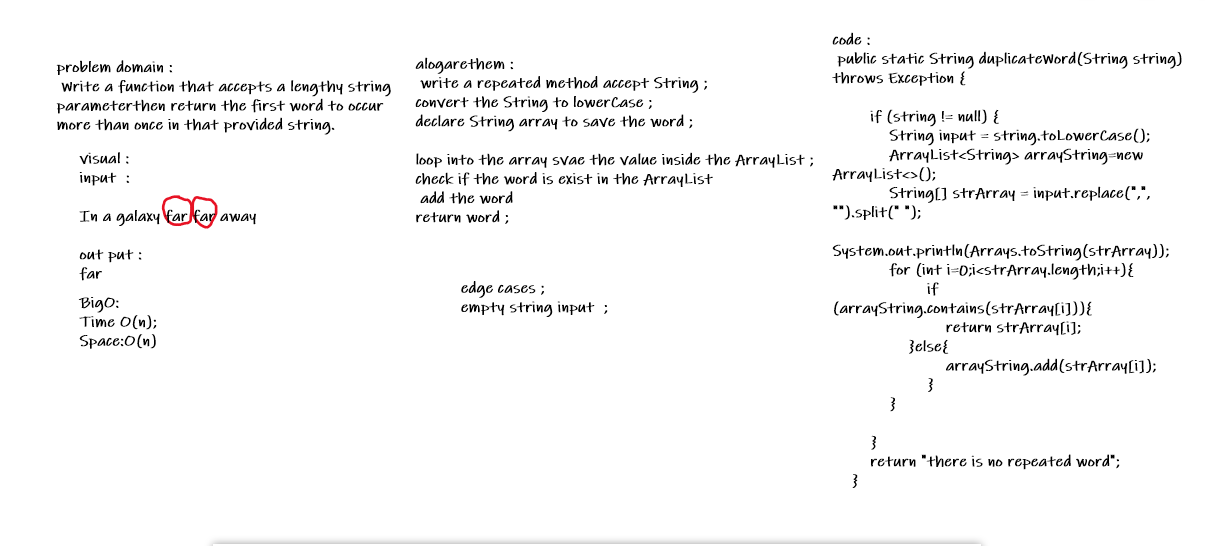 problem domain :
write a function that accepts a lengthy string
parameterthen return the first word to occur
more than once in that provided string.
visual :
input :
In a galaxy far far away
out put :
far
BigO:
Time O(n);
Space:O(n)
alogarethem :
write a repeated method accept String ;
convert the String to lowerCase ;
declare String array to save the word ;
loop into the array svae the value inside the ArrayList ;
check if the word is exist in the ArrayList
add the word
return word ;
edge cases ;
empty string input ;
code :
public static String duplicateWord(String string)
throws Exception {
if (string != null) {
String input = string.toLowerCase();
ArrayList<String> arrayString=new
ArrayList<>();
String[] strArray = input.replace(",",
"").split(" ");
System.out.println(Arrays.toString(strArray));
for (int i=0;i<strArray.length;i++){
if
(arrayString.contains(strArray[i])){
return strArray[i];
}else{
arrayString.add(strArray[i]);
}
}
}
return "there is no repeated word";
}